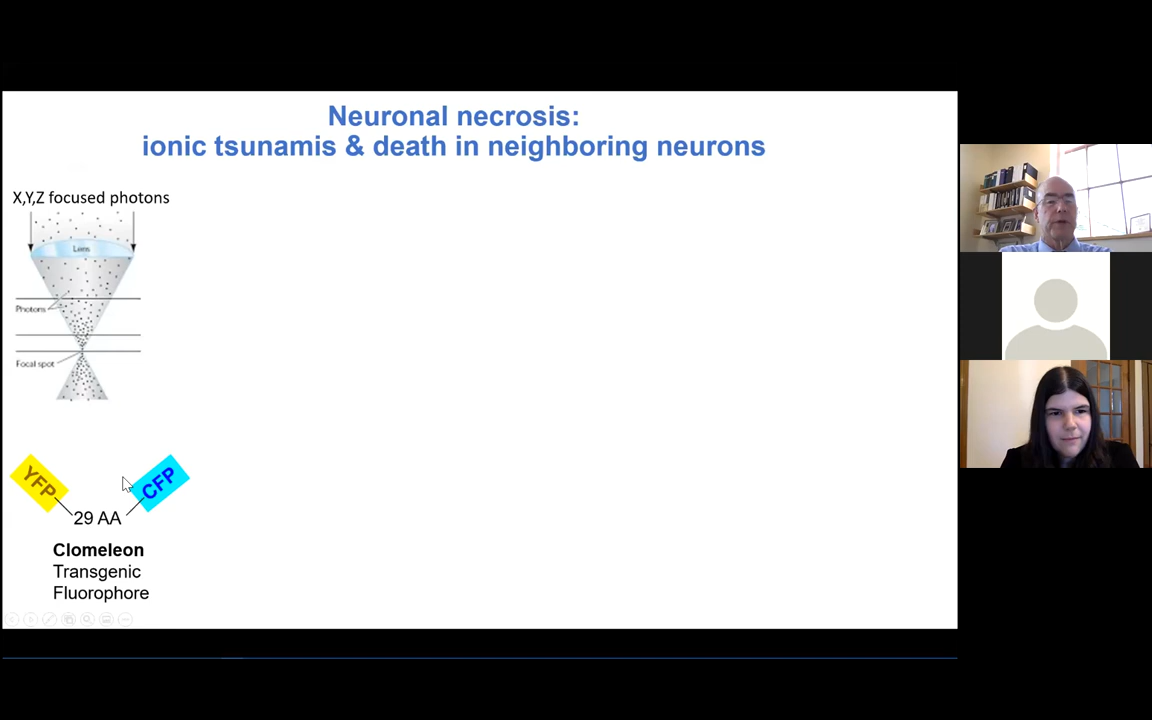 Neuronal necrosis:
ionic tsunamis & death in neighboring neurons
X,Y,Z focused photons
Lens
Photons
Focal spot
YFP
CFP
29 AA
Clomeleon
Transgenic
Fluorophore